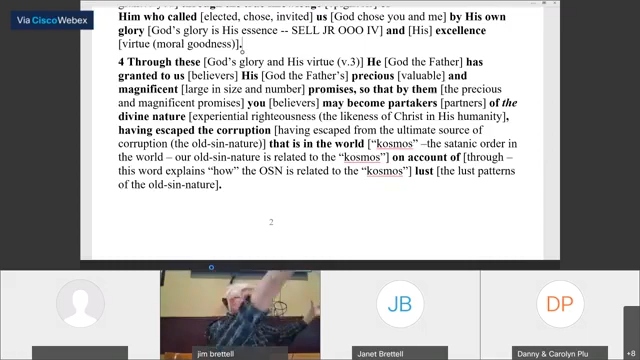 Via CiscoWebex
Him who called [elected, chose, invited] us [God chose you and me] by His own
glory [God's glory is His essence -- SELL JR OOO IV] and [His] excellence
[virtue (moral goodness)].
4 Through these [God's glory and His virtue (v.3)] He [God the Father] has
granted to us [believers] His [God the Father's] precious [valuable] and
magnificent [large in size and number] promises, so that by them [the precious
and magnificent promises] you [believers] may become partakers [partners] of the
divine nature [experiential righteousness (the likeness of Christ in His humanity],
having escaped the corruption [having escaped from the ultimate source of
corruption (the old-sin-nature)] that is in the world ["kosmos" –the satanic order in
the world – our old-sin-nature is related to the "kosmos"] on account of [through –
this word explains "how" the OSN is related to the "kosmos"] lust [the lust patterns
of the old-sin-nature].
2
JB
DP
jim brettell
Janet Brettell
Danny & Carolyn Plu
+8